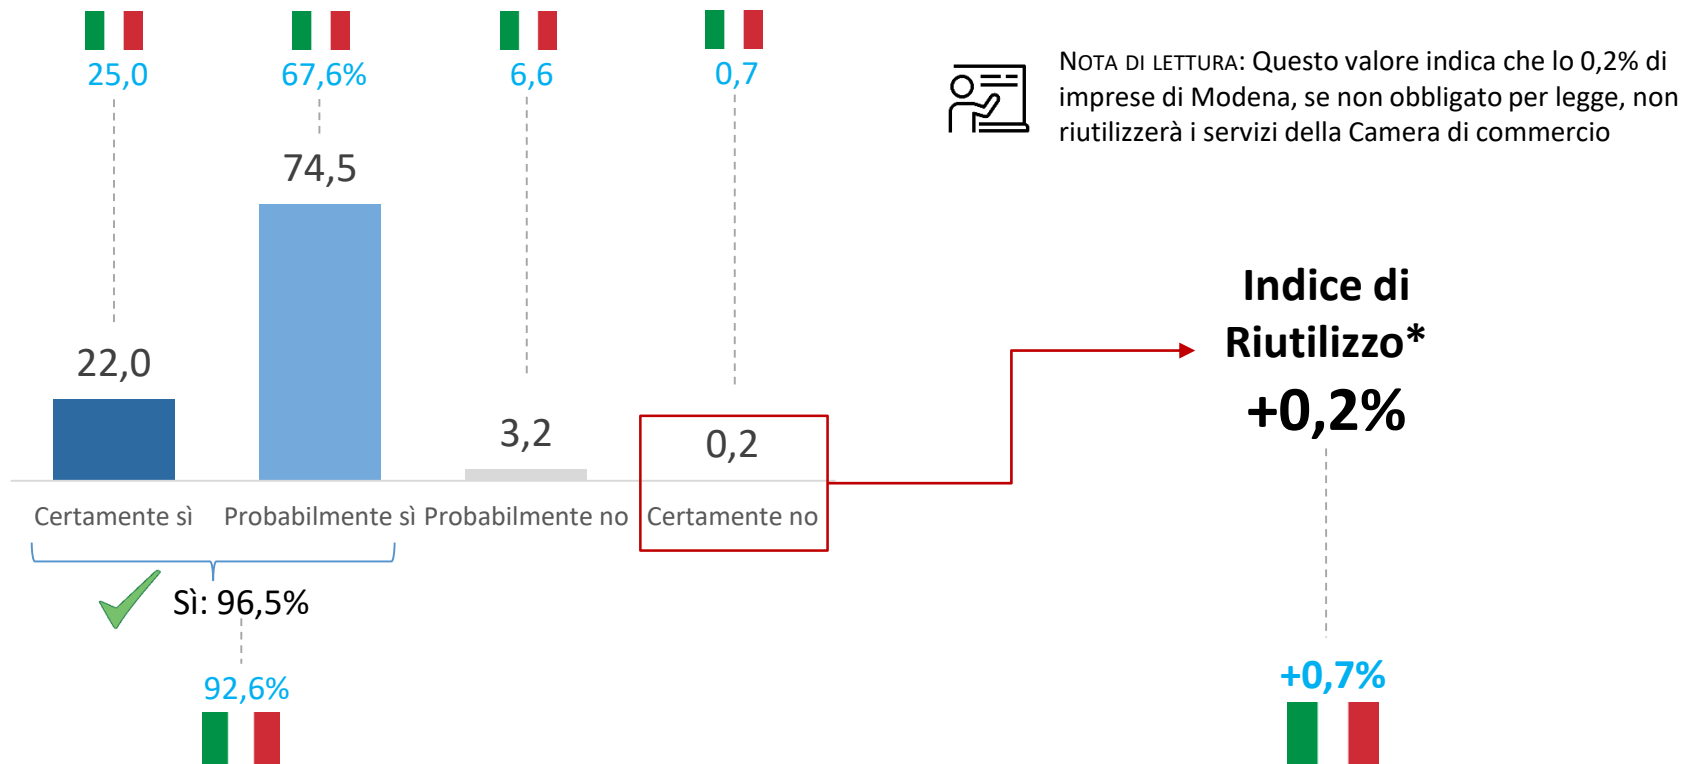 25,0
67,6%
6,6
0,7
NOTA DI LETTURA: Questo valore indica che lo 0,2% di
imprese di Modena, se non obbligato per legge, non
riutilizzerà i servizi della Camera di commercio
74,5
22,0
3,2
0,2
Certamente sì
Probabilmente sì
Probabilmente no
Certamente no
Sì: 96,5%
92,6%
Indice di
Riutilizzo*
+0,2%
+0,7%